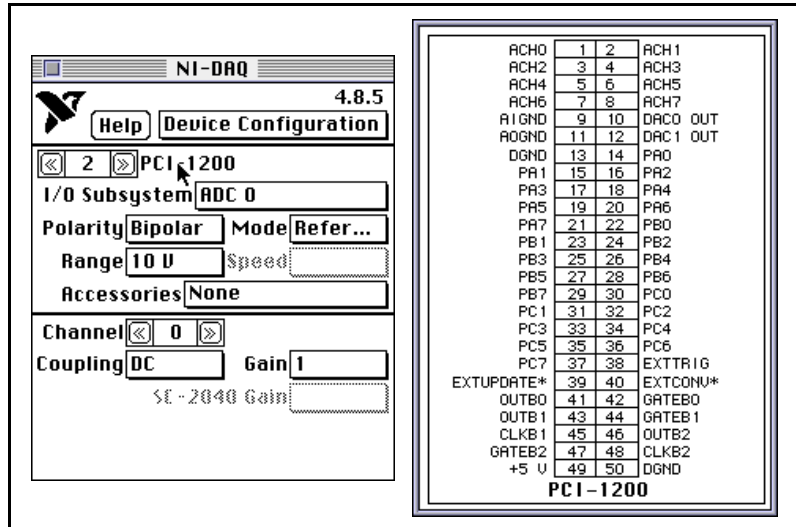 NI-DAQ
4.8.5
Help Device Configuration
2 PCI-1200
I/O Subsystem ADC 0
Polarity Bipolar Mode Refer...
Range 10 V Speed
Accessories None
Channel 0
Coupling DC Gain 1
SC-2040 Gain
ACH0 1 2 ACH1
ACH2 3 4 ACH3
ACH4 5 6 ACH5
ACH6 7 8 ACH7
AIGND 9 10 DAC0 OUT
AOGND 11 12 DAC1 OUT
DGND 13 14 PA0
PA1 15 16 PA2
PA3 17 18 PA4
PA5 19 20 PA6
PA7 21 22 PB0
PB1 23 24 PB2
PB3 25 26 PB4
PB5 27 28 PB6
PB7 29 30 PC0
PC1 31 32 PC2
PC3 33 34 PC4
PC5 35 36 PC6
PC7 37 38 EXTTRIG
EXTUPDATE* 39 40 EXTCONV*
OUTB0 41 42 GATEB0
OUTB1 43 44 GATEB1
CLKB1 45 46 OUTB2
GATEB2 47 48 CLKB2
+5 V 49 50 DGND
PCI-1200